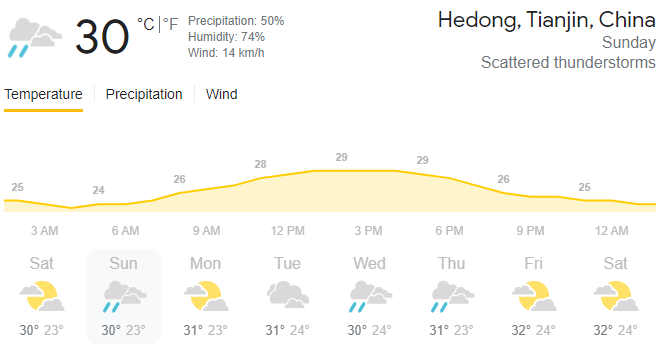 30 °C | °F
Precipitation: 50%
Humidity: 74%
Wind: 14 km/h
Hedong, Tianjin, China
Sunday
Scattered thunderstorms
Temperature Precipitation Wind
25 24 26 28 29 29 26 25
3 AM 6 AM 9 AM 12 PM 3 PM 6 PM 9 PM 12 AM
Sat Sun Mon Tue Wed Thu Fri Sat
30° 23° 30° 23° 31° 23° 31° 24° 30° 24° 31° 23° 32° 24° 32° 24°